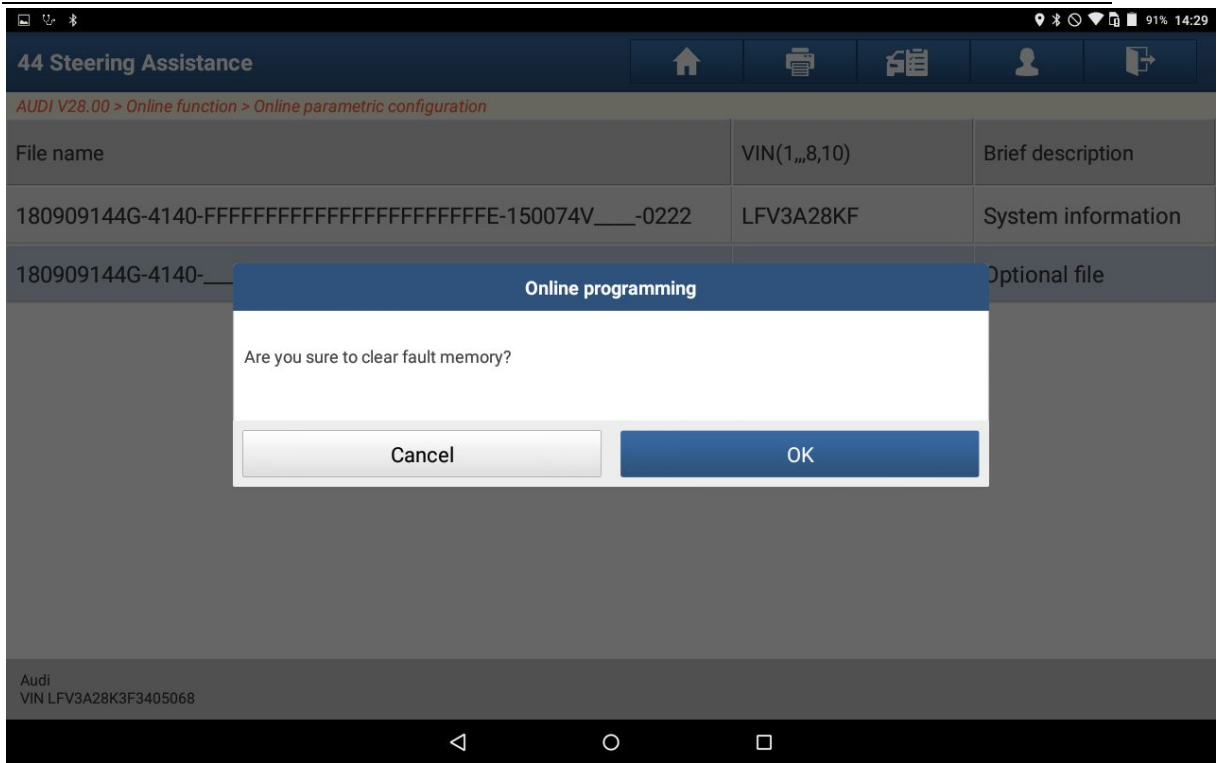 91% 14:29
44 Steering Assistance
AUDI V28.00 > Online function > Online parametric configuration
File name VIN(1,,,8,10) Brief description
180909144G-4140-FFFFFFFFFFFFFFFFFFFFFFFE-150074V____-0222 LFV3A28KF System information
180909144G-4140-___ Optional file
Online programming
Are you sure to clear fault memory?
Cancel OK
Audi
VIN LFV3A28K3F3405068